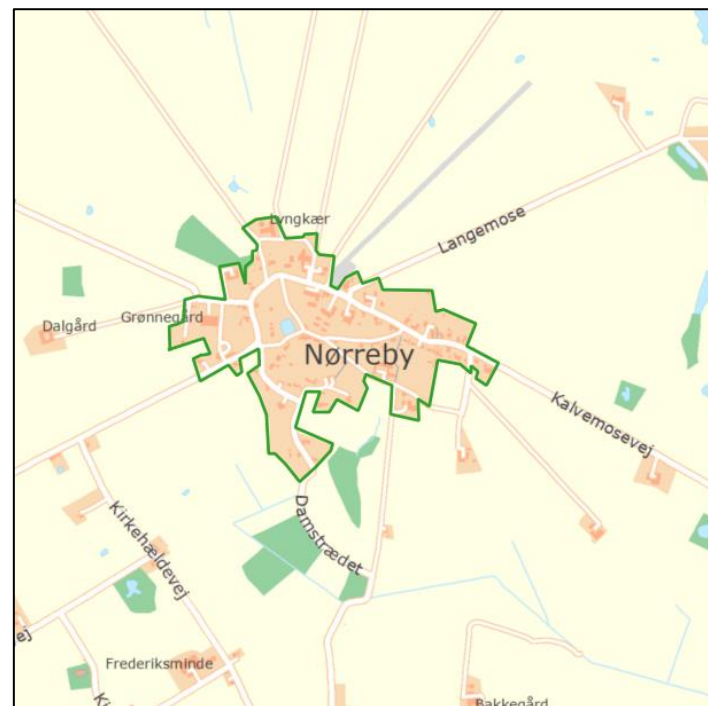 Lyngkær
Langemose
Grønnegård
Dalgård
Nørreby
Kalvemosevej
Kirkehældevej
Damstrædet
Frederiksminde
Bakkegård